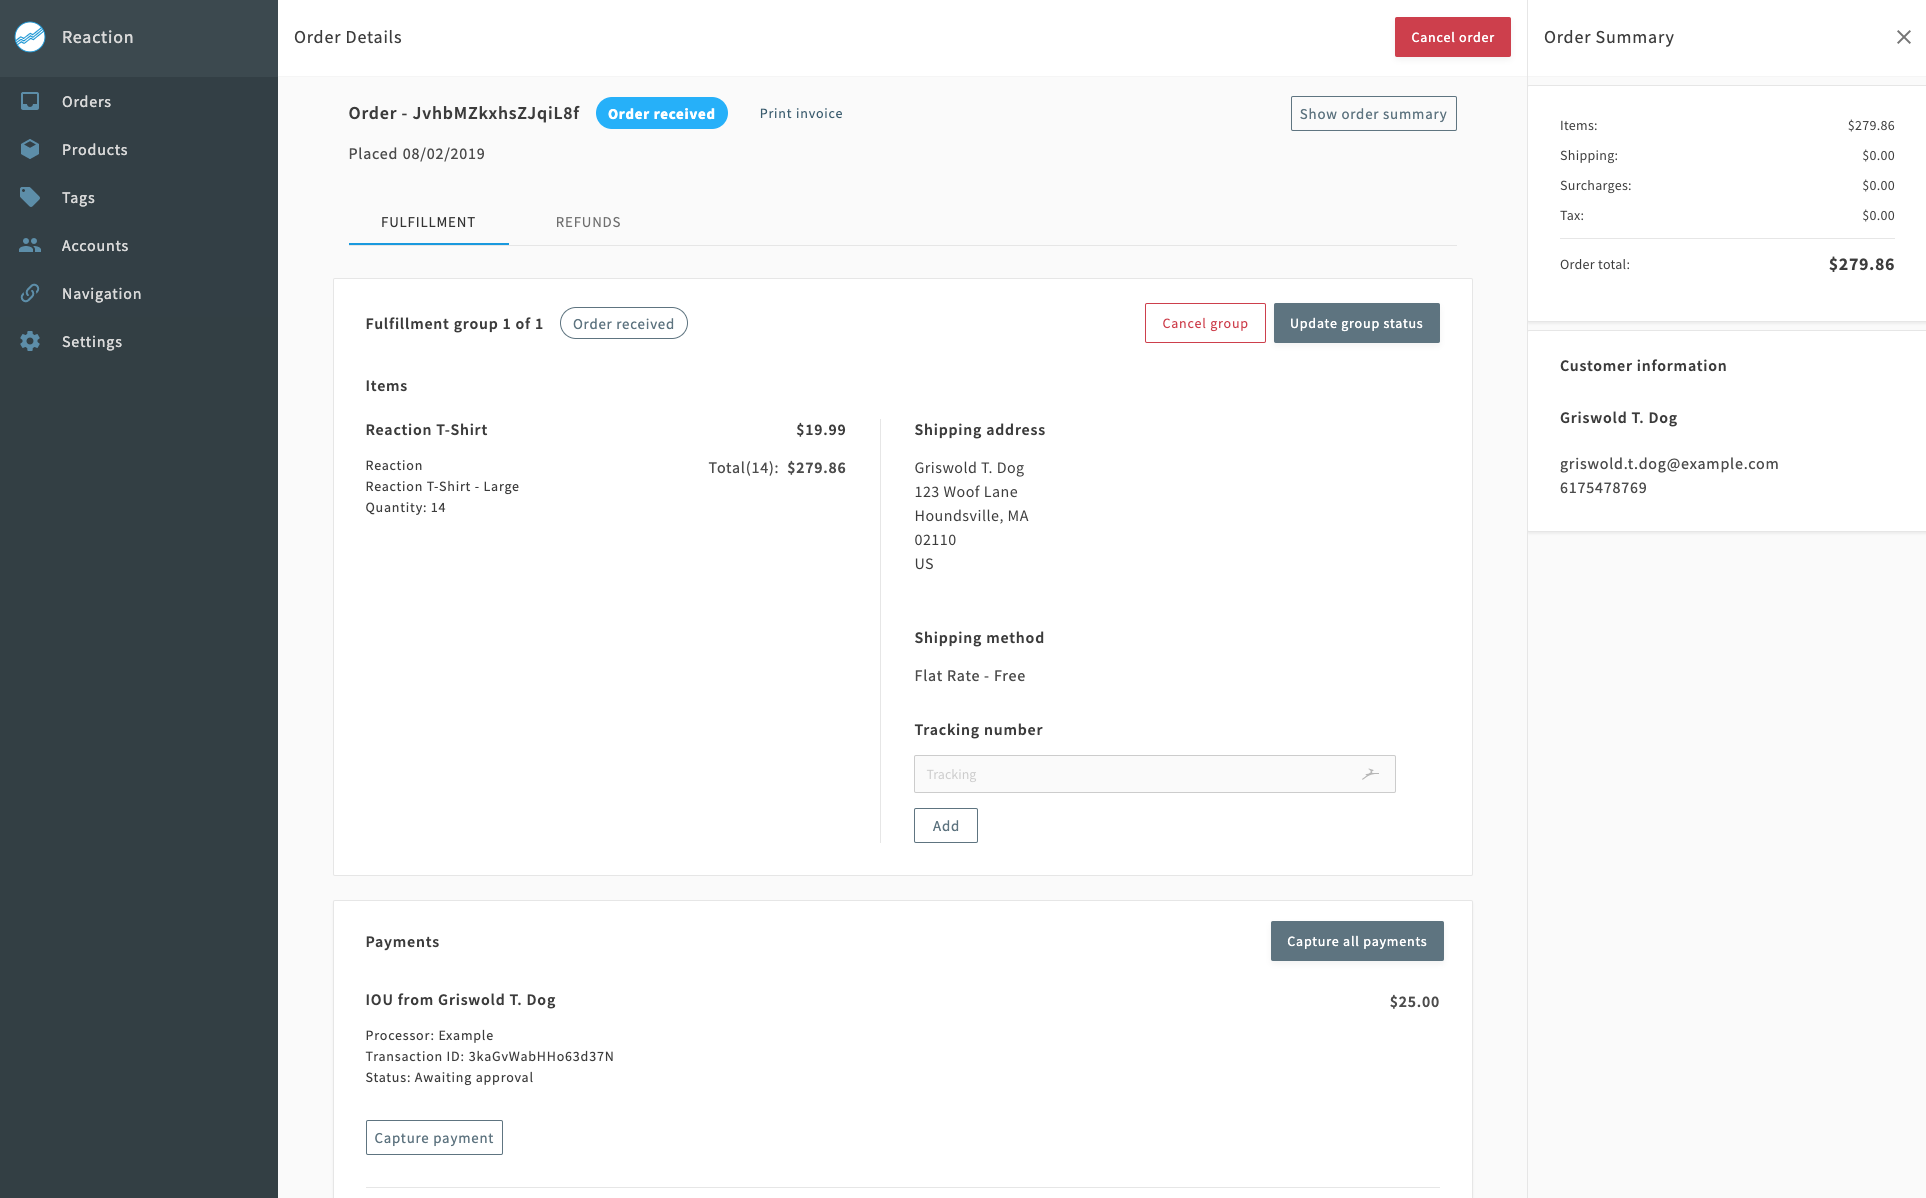 Reaction
Orders
Products
Tags
Accounts
Navigation
Settings
Order Details
Cancel order
Order - JvhbMZkxhsZJqiL8f
Order received
Print invoice
Show order summary
Placed 08/02/2019
FULFILLMENT
REFUNDS
Fulfillment group 1 of 1
Order received
Cancel group
Update group status
Items
Reaction T-Shirt
$19.99
Reaction
Total(14): $279.86
Reaction T-Shirt - Large
Quantity: 14
Shipping address
Griswold T. Dog
123 Woof Lane
Houndsville, MA
02110
US
Shipping method
Flat Rate - Free
Tracking number
Tracking
Add
Payments
Capture all payments
IOU from Griswold T. Dog
$25.00
Processor: Example
Transaction ID: 3kaGvWabHHo63d37N
Status: Awaiting approval
Capture payment
Order Summary
Items: $279.86
Shipping: $0.00
Surcharges: $0.00
Tax: $0.00
Order total: $279.86
Customer information
Griswold T. Dog
griswold.t.dog@example.com
6175478769